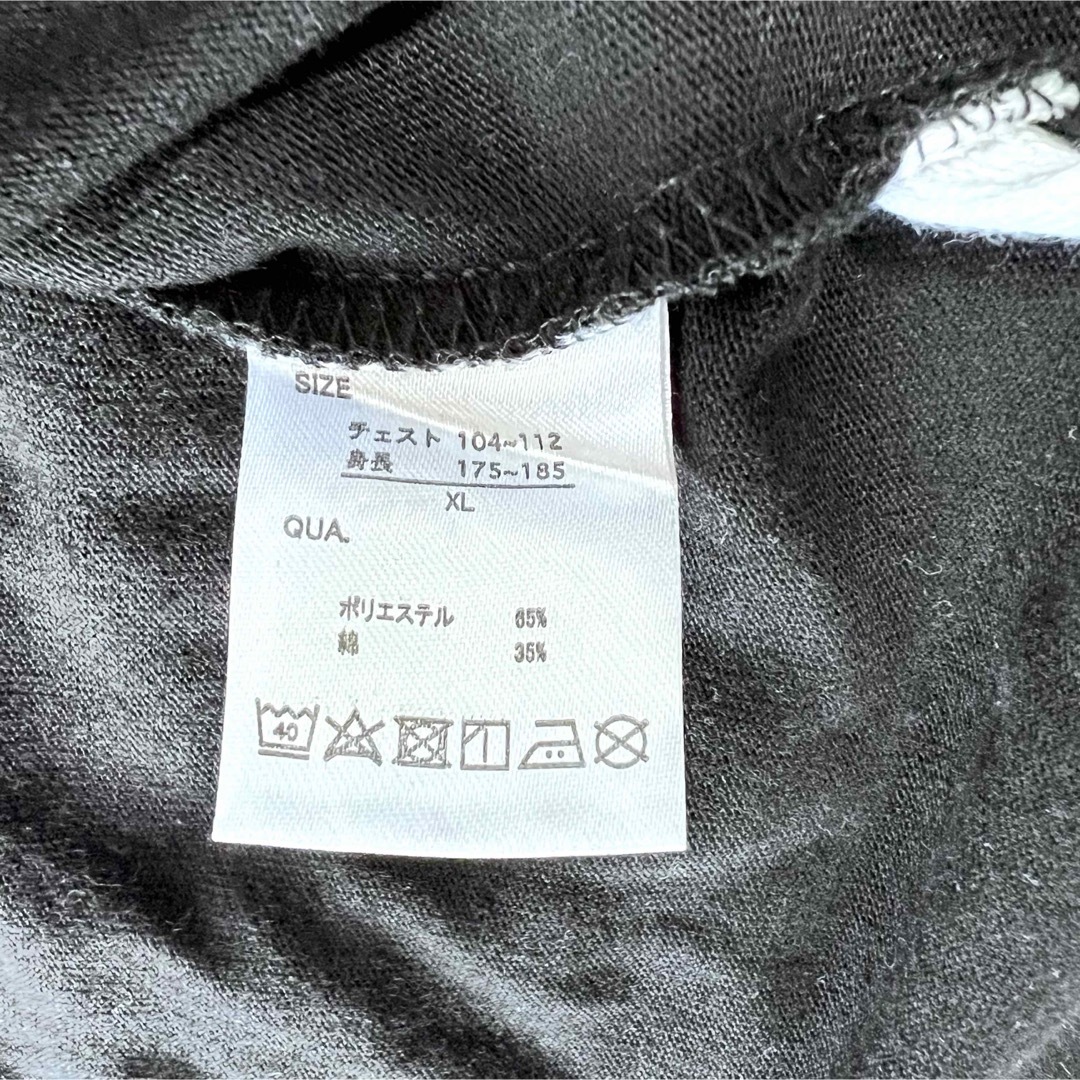 SIZE
チェスト 104~112
身長 175~185
XL
QUA.
ポリエステル 65%
綿 35%
40